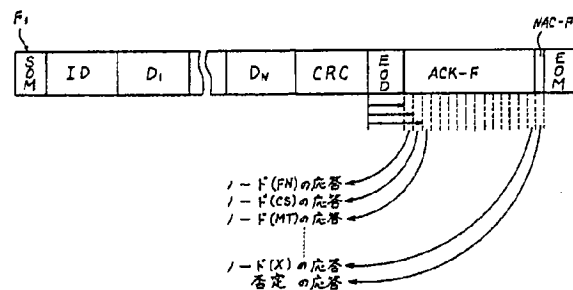 F1 NAC-F
SOM ID D1 DN CRC EOD ACK-F EOM
ノード(FN)の応答
ノード(CS)の応答
ノード(MT)の応答
ノード(X)の応答
否定の応答